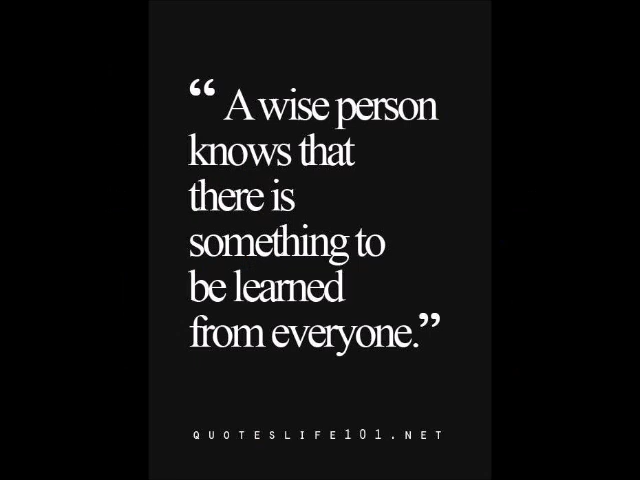 “ A wise person
knows that
there is
something to
be learned
from everyone.”
QUOTESLIFE101.NET